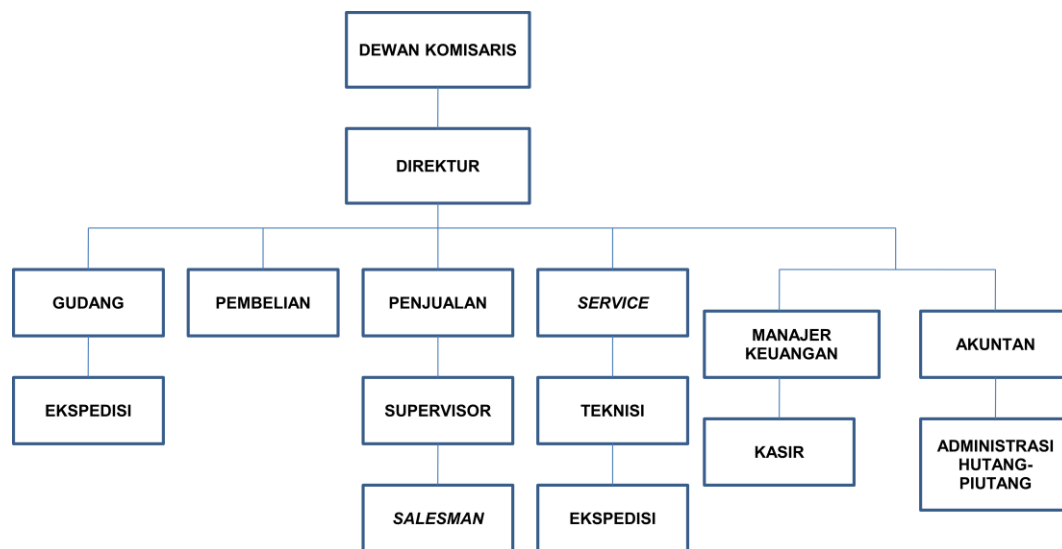 DEWAN KOMISARIS
DIREKTUR
GUDANG
PEMBELIAN
PENJUALAN
SERVICE
MANAJER
KEUANGAN
AKUNTAN
EKSPEDISI
SUPERVISOR
TEKNISI
KASIR
ADMINISTRASI
HUTANG-
PIUTANG
SALESMAN
EKSPEDISI